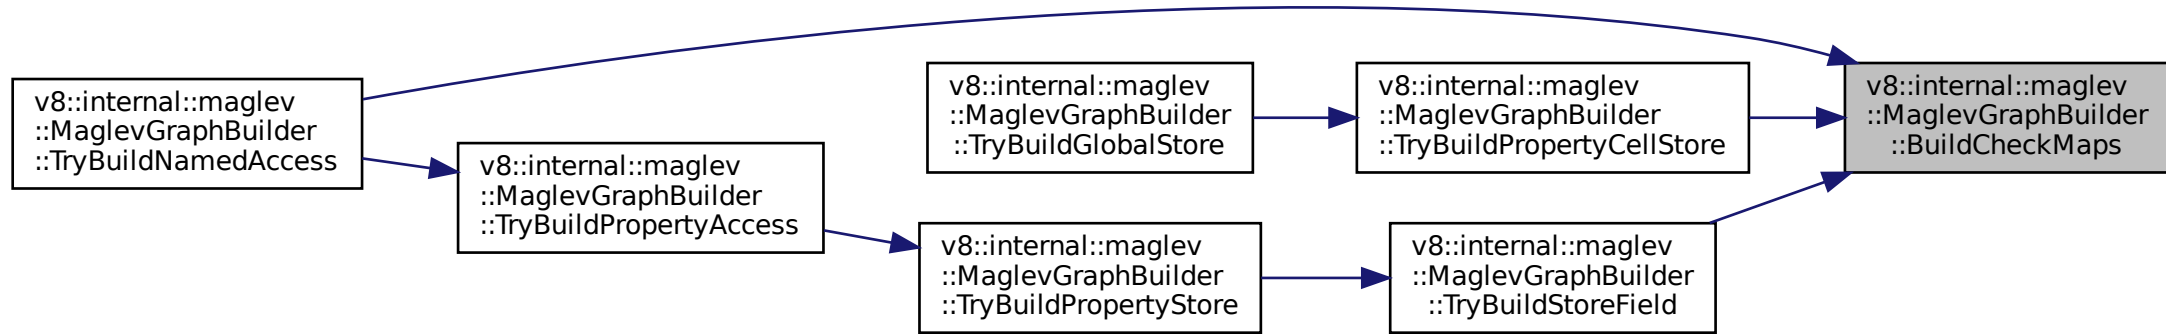 v8::internal::maglev
::MaglevGraphBuilder
::TryBuildNamedAccess
v8::internal::maglev
::MaglevGraphBuilder
::TryBuildPropertyAccess
v8::internal::maglev
::MaglevGraphBuilder
::TryBuildGlobalStore
v8::internal::maglev
::MaglevGraphBuilder
::TryBuildPropertyStore
v8::internal::maglev
::MaglevGraphBuilder
::TryBuildPropertyCellStore
v8::internal::maglev
::MaglevGraphBuilder
::TryBuildStoreField
v8::internal::maglev
::MaglevGraphBuilder
::BuildCheckMaps